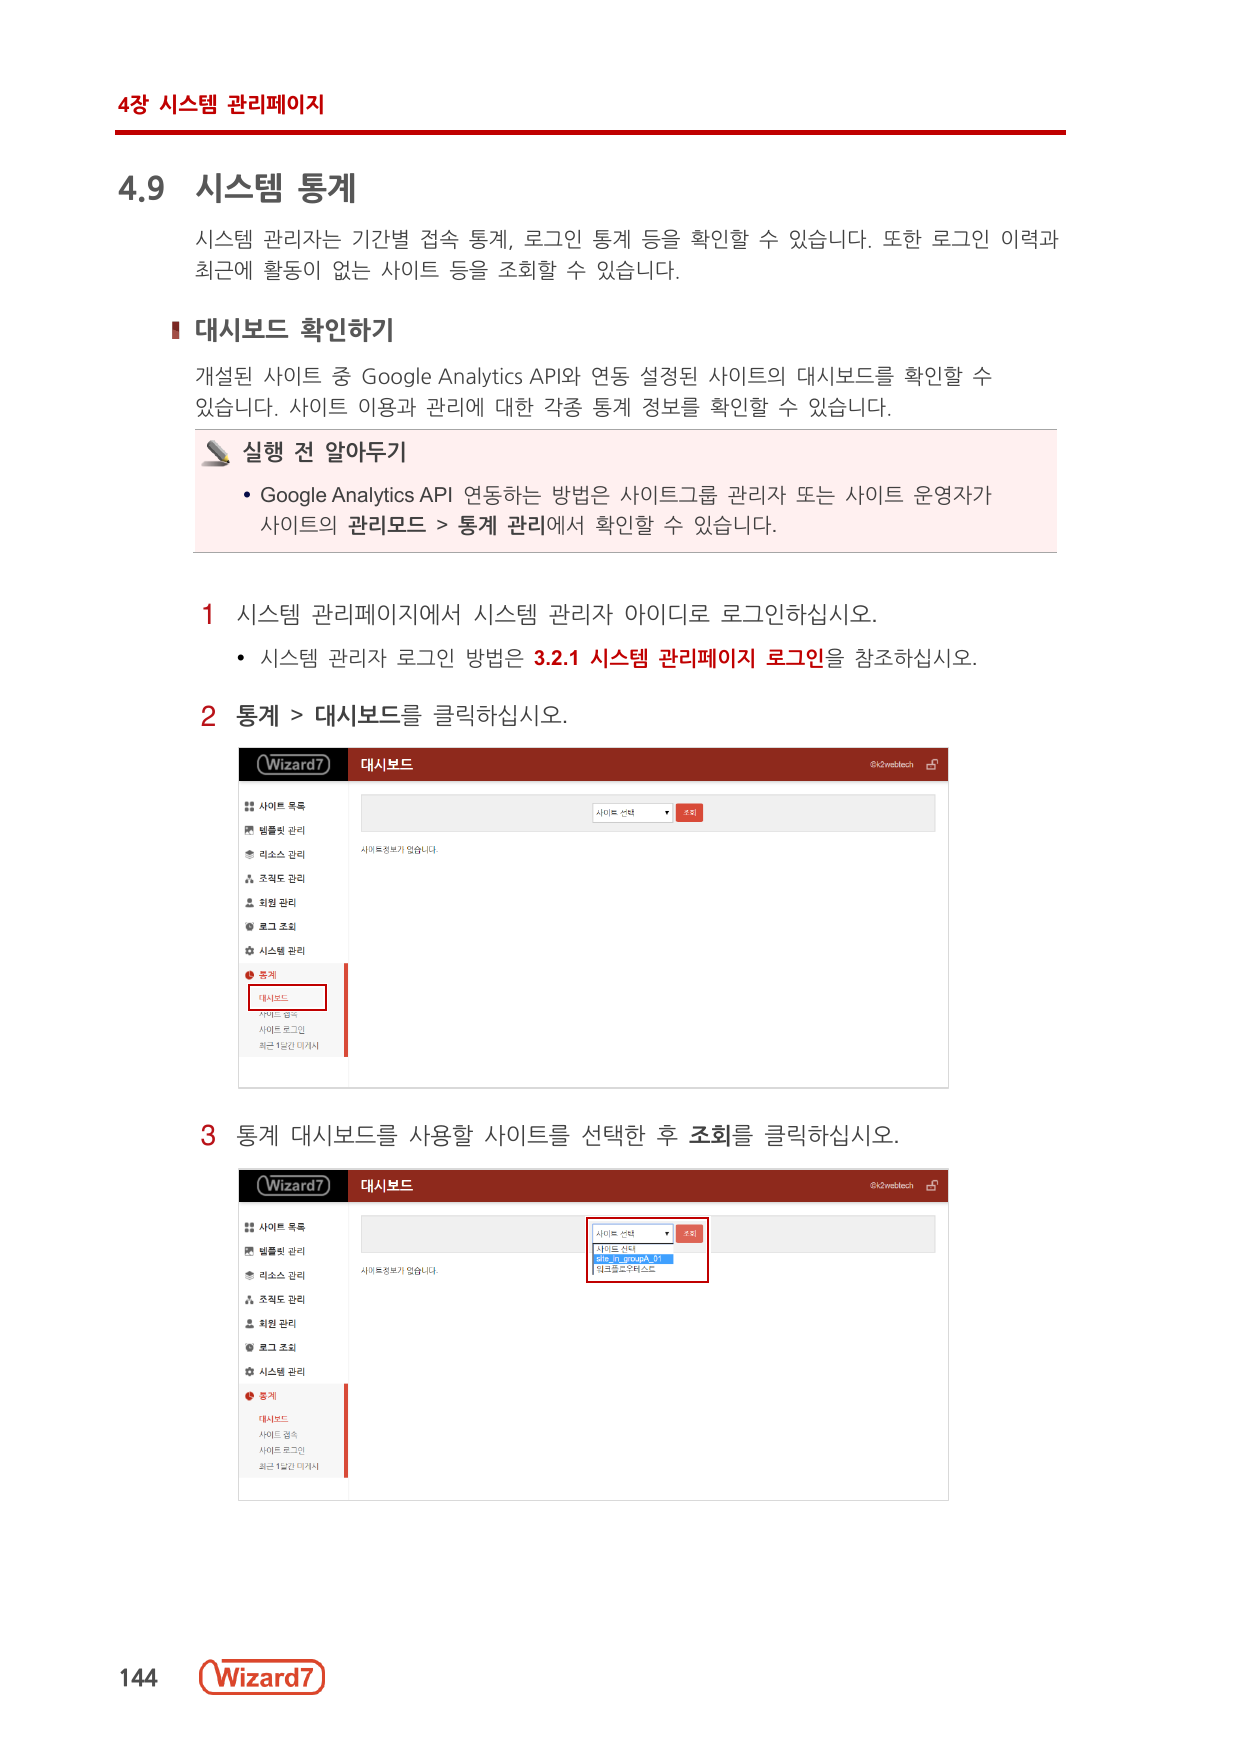 4장 시스템 관리페이지
4.9 시스템 통계
시스템 관리자는 기간별 접속 통계, 로그인 통계 등을 확인할 수 있습니다. 또한 로그인 이력과
최근에 활동이 없는 사이트 등을 조회할 수 있습니다.
대시보드 확인하기
개설된 사이트 중 Google Analytics API와 연동 설정된 사이트의 대시보드를 확인할 수
있습니다. 사이트 이용과 관리에 대한 각종 통계 정보를 확인할 수 있습니다.
실행 전 알아두기
• Google Analytics API 연동하는 방법은 사이트그룹 관리자 또는 사이트 운영자가
사이트의 관리모드 > 통계 관리에서 확인할 수 있습니다.
1 시스템 관리페이지에서 시스템 관리자 아이디로 로그인하십시오.
• 시스템 관리자 로그인 방법은 3.2.1 시스템 관리페이지 로그인을 참조하십시오.
2 통계 > 대시보드를 클릭하십시오.
Wizard7 대시보드 @k2webtech
사이트 목록
사이트 선택 조회
템플릿 관리
리소스 관리
사이트정보가 없습니다.
조직도 관리
회원 관리
로그 조회
시스템 관리
통계
대시보드
사이트 접속
사이트 로그인
최근 1달간 미게시
3 통계 대시보드를 사용할 사이트를 선택한 후 조회를 클릭하십시오.
Wizard7 대시보드 @k2webtech
사이트 목록
사이트 선택 조회
사이트 선택
템플릿 관리
site_in_groupA_01
워크플로우테스트
리소스 관리
사이트정보가 없습니다.
조직도 관리
회원 관리
로그 조회
시스템 관리
통계
대시보드
사이트 접속
사이트 로그인
최근 1달간 미게시
144 Wizard7